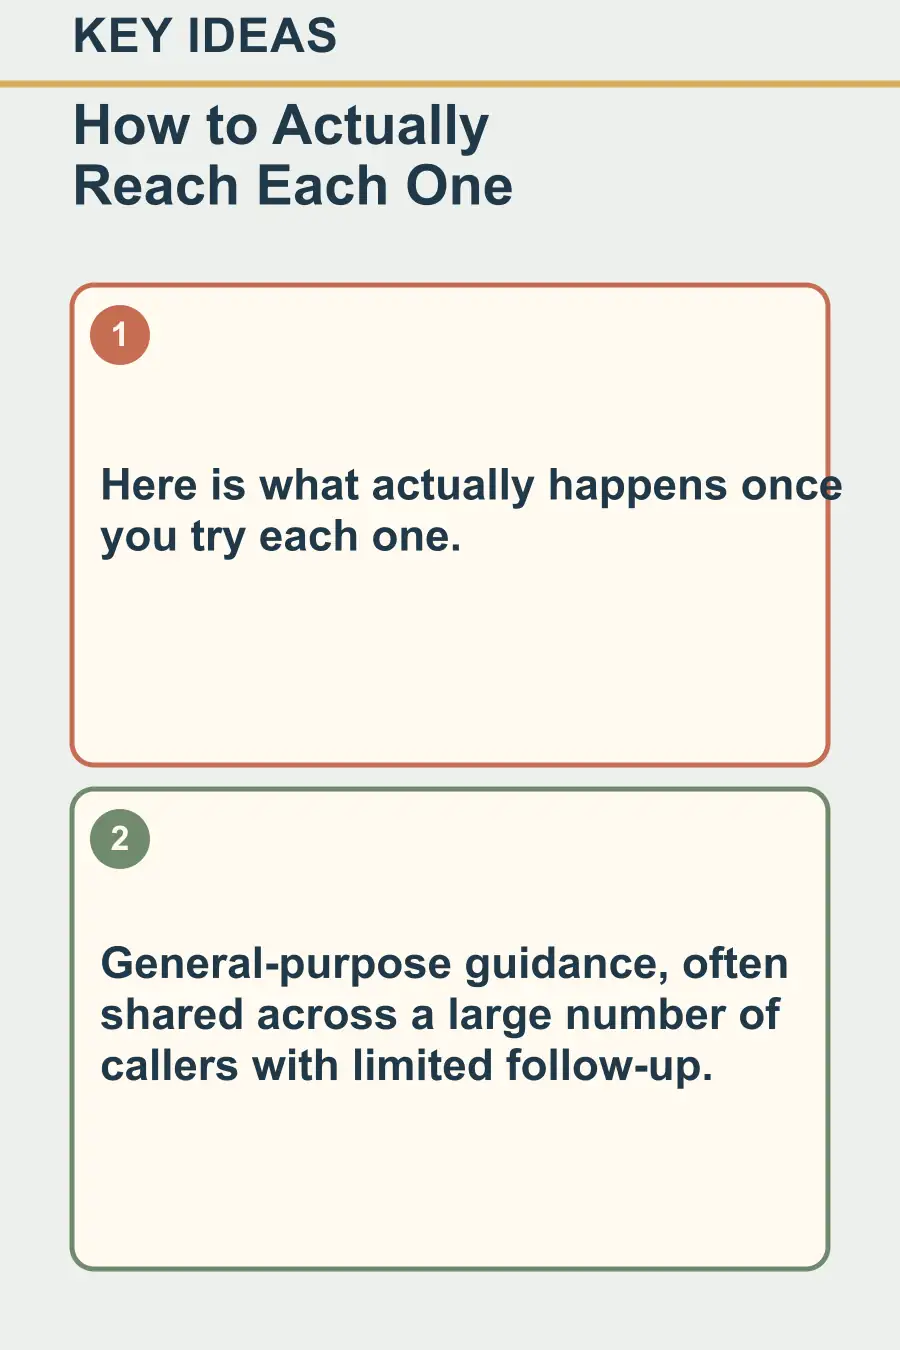 KEY IDEAS
How to Actually
Reach Each One
1
Here is what actually happens once
you try each one.
2
General-purpose guidance, often
shared across a large number of
callers with limited follow-up.